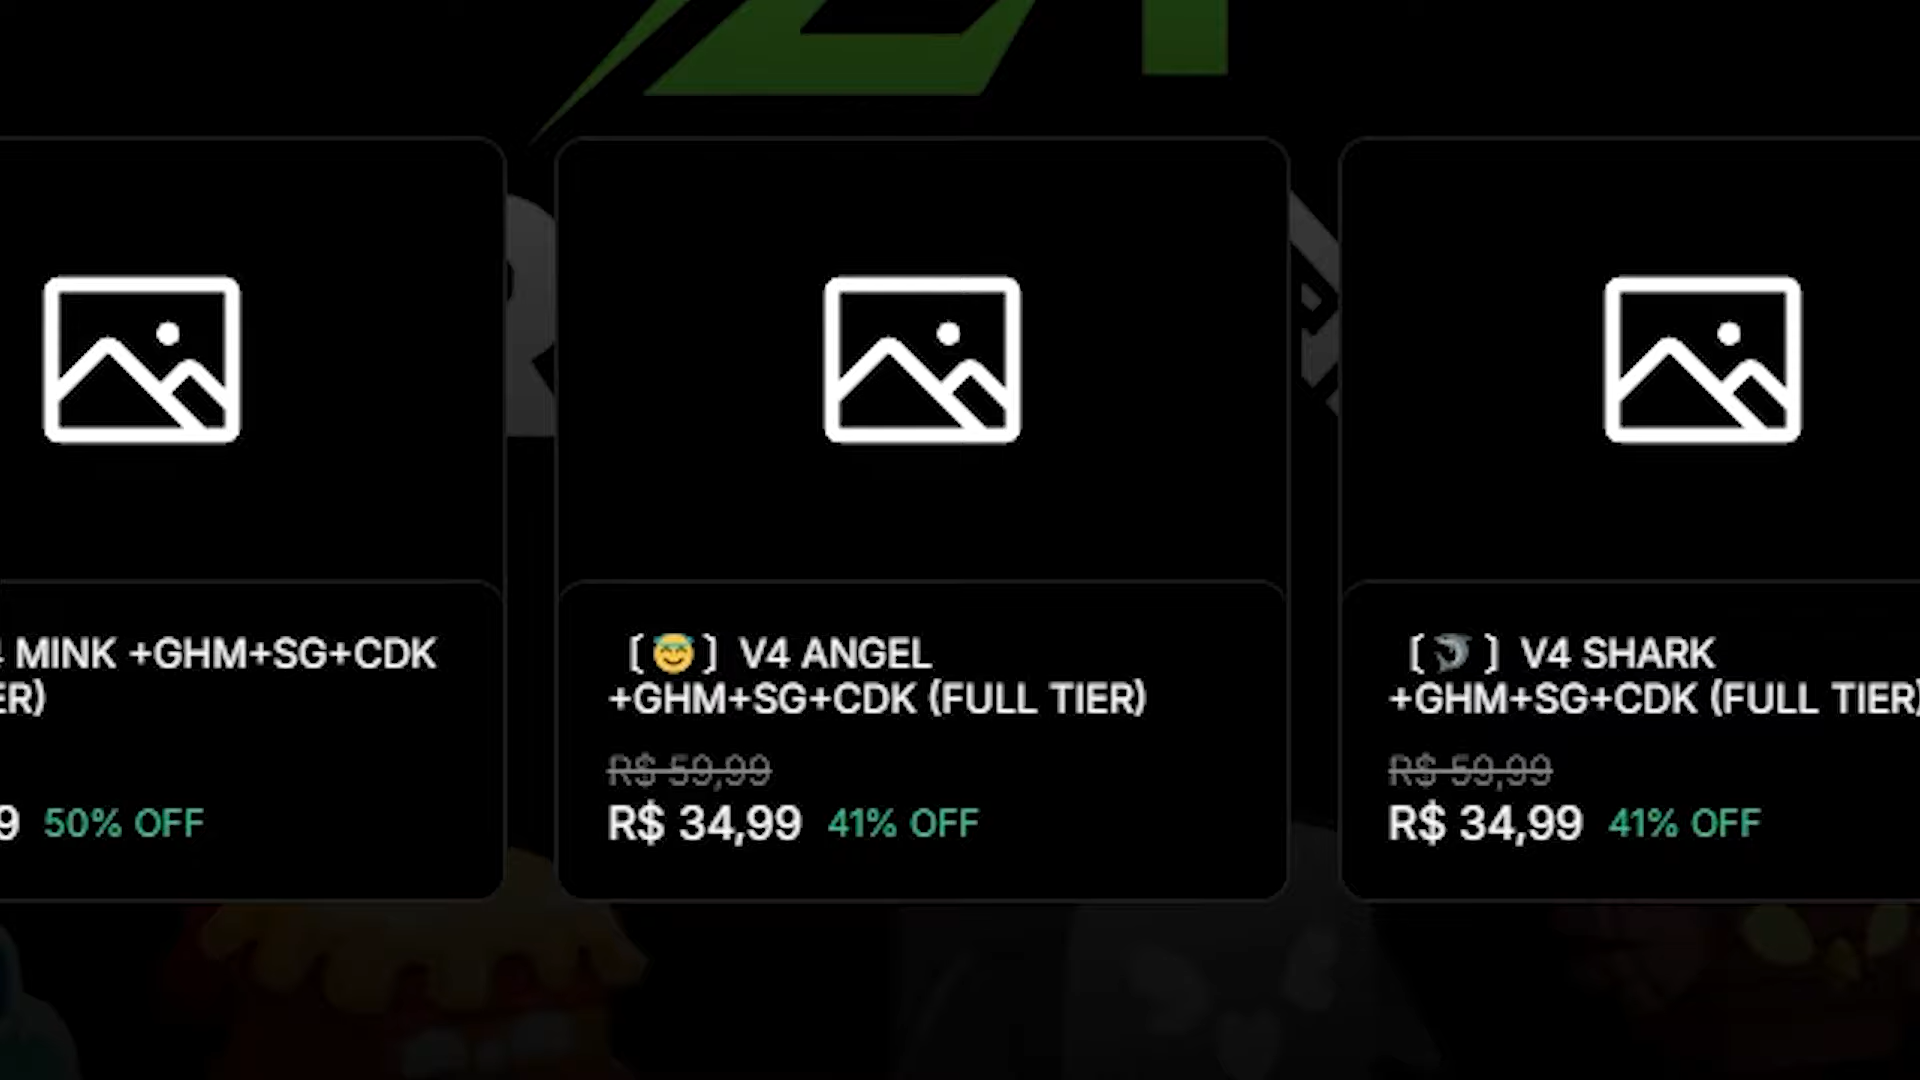 MINK +GHM+SG+CDK
ER)
9 50% OFF
[😇] V4 ANGEL
+GHM+SG+CDK (FULL TIER)
R$ 59,99
R$ 34,99 41% OFF
[🦈] V4 SHARK
+GHM+SG+CDK (FULL TIER)
R$ 59,99
R$ 34,99 41% OFF